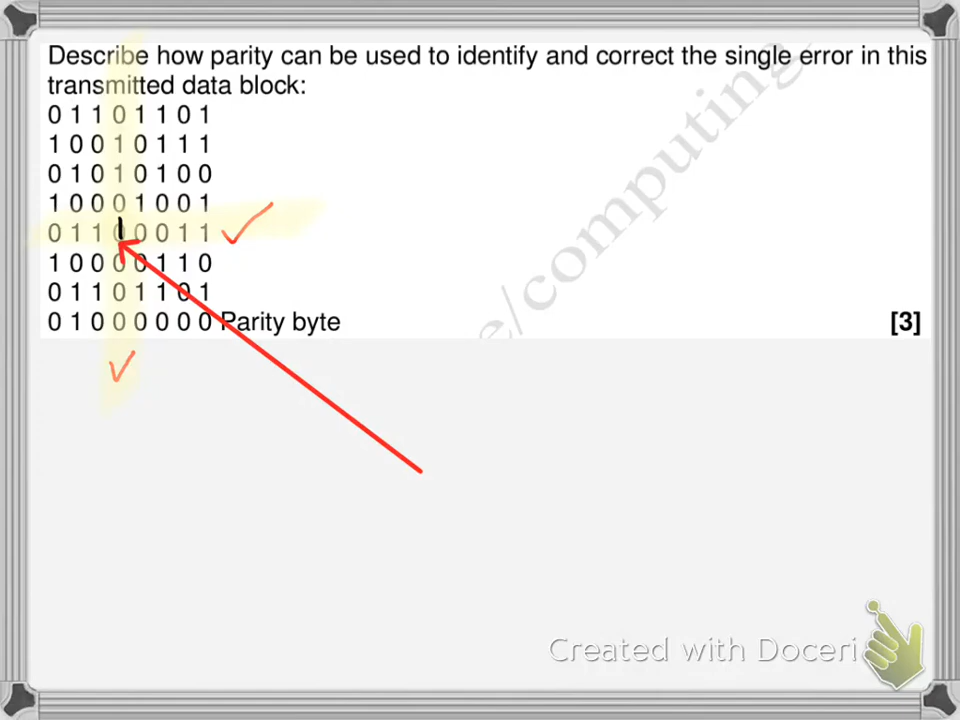 Describe how parity can be used to identify and correct the single error in this
transmitted data block:
0 1 1 0 1 1 0 1
1 0 0 1 0 1 1 1
0 1 0 1 0 1 0 0
1 0 0 0 1 0 0 1
0 1 1 0 0 0 1 1
1 0 0 0 0 1 1 0
0 1 1 0 1 1 0 1
0 1 0 0 0 0 0 0 Parity byte
[3]
e/computing
Created with Doceri